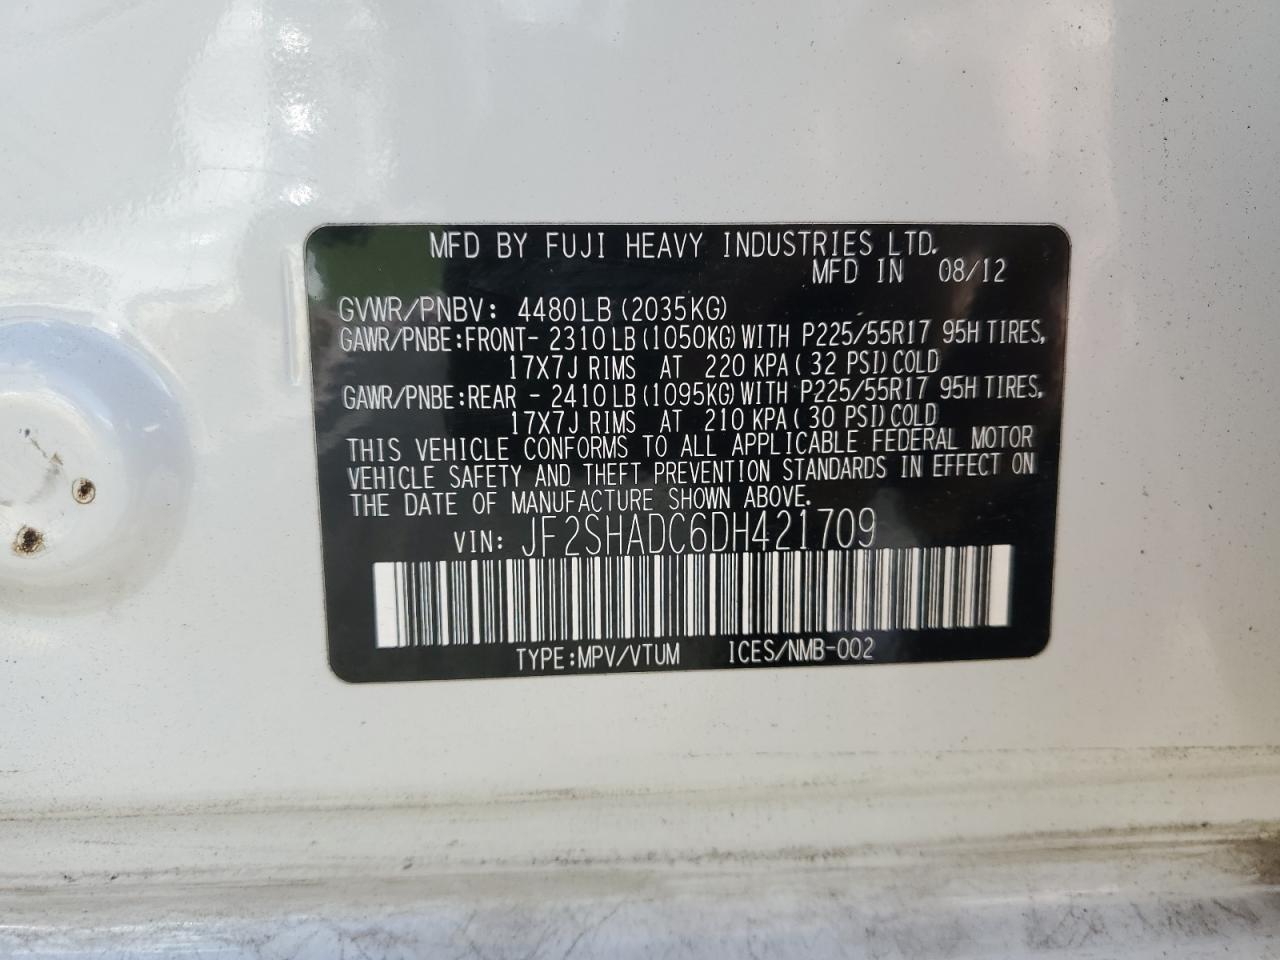 MFD BY FUJI HEAVY INDUSTRIES LTD.
MFD IN 08/12
GVWR/PNBV: 4480LB(2035KG)
GAWR/PNBE:FRONT- 2310LB(1050KG)WITH P225/55R17 95H TIRES,
17X7J RIMS AT 220 KPA( 32 PSI)COLD
GAWR/PNBE:REAR - 2410LB(1095KG)WITH P225/55R17 95H TIRES,
17X7J RIMS AT 210 KPA( 30 PSI)COLD
THIS VEHICLE CONFORMS TO ALL APPLICABLE FEDERAL MOTOR
VEHICLE SAFETY AND THEFT PREVENTION STANDARDS IN EFFECT ON
THE DATE OF MANUFACTURE SHOWN ABOVE.
VIN: JF2SHADC6DH421709
TYPE:MPV/VTUM ICES/NMB-002